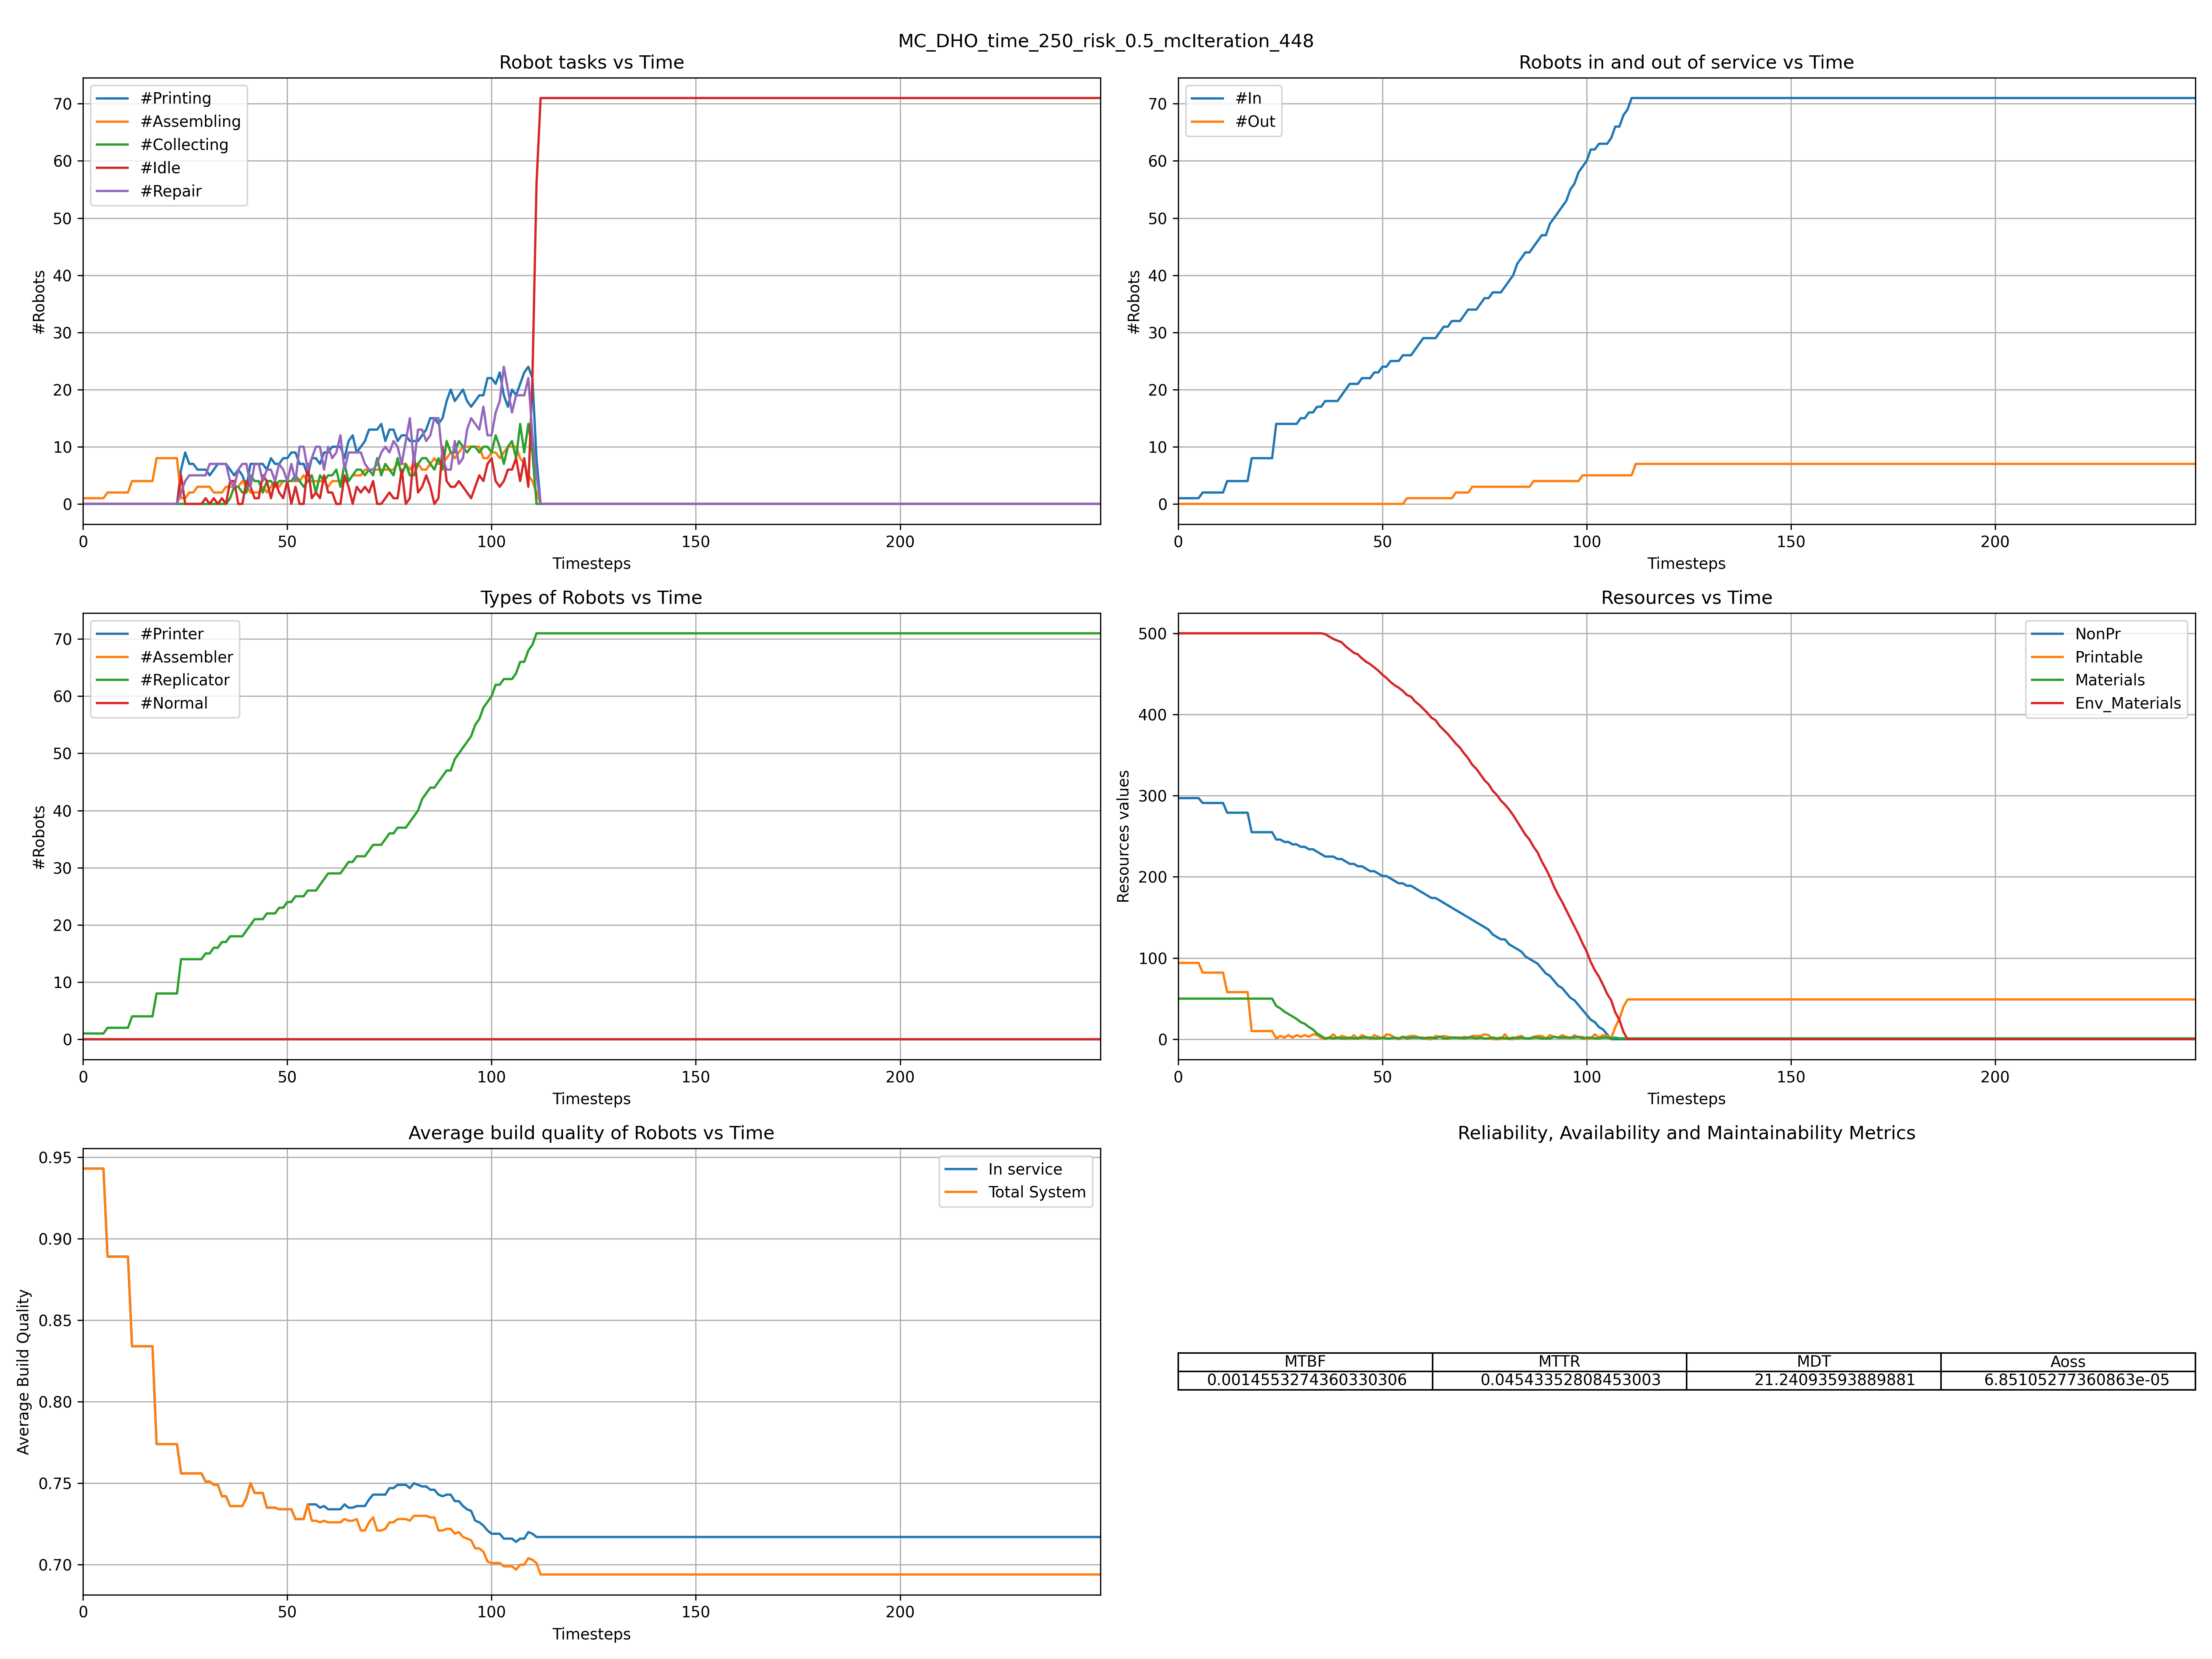 MC_DHO_time_250_risk_0.5_mcIteration_448
Robot tasks vs Time
#Printing
#Assembling
#Collecting
#Idle
#Repair
70
60
50
40
30
20
10
0
#Robots
0 50 100 150 200
Timesteps
Robots in and out of service vs Time
#In
#Out
70
60
50
40
30
20
10
0
#Robots
0 50 100 150 200
Timesteps
Types of Robots vs Time
#Printer
#Assembler
#Replicator
#Normal
70
60
50
40
30
20
10
0
#Robots
0 50 100 150 200
Timesteps
Resources vs Time
NonPr
Printable
Materials
Env_Materials
500
400
300
200
100
0
Resources values
0 50 100 150 200
Timesteps
Average build quality of Robots vs Time
In service
Total System
0.95
0.90
0.85
0.80
0.75
0.70
Average Build Quality
0 50 100 150 200
Timesteps
Reliability, Availability and Maintainability Metrics
MTBF MTTR MDT Aoss
0.0014553274360330306 0.04543352808453003 21.24093593889881 6.85105277360863e-05